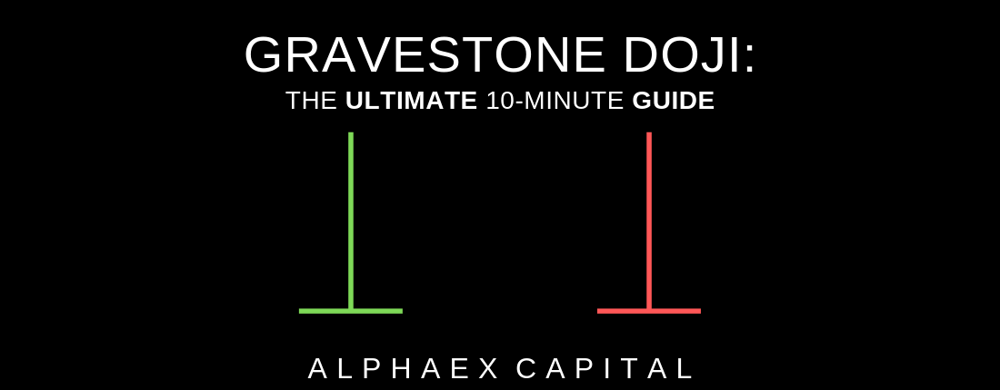 GRAVESTONE DOJI:
THE ULTIMATE 10-MINUTE GUIDE
ALPHAEX CAPITAL